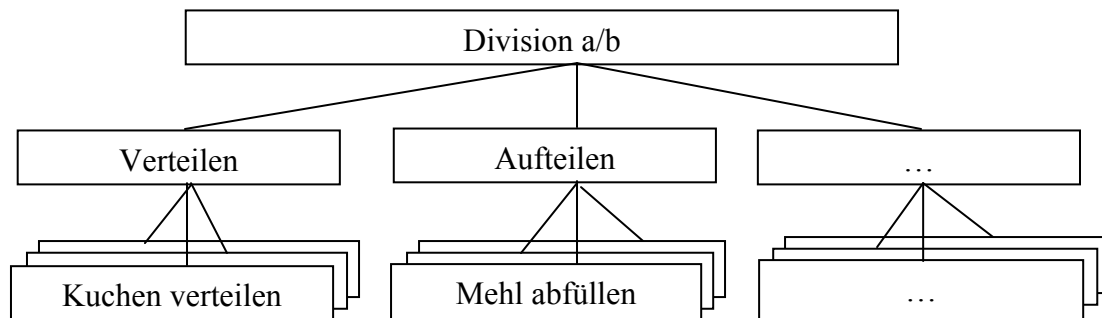 Division a/b
Verteilen Aufteilen …
Kuchen verteilen Mehl abfüllen …